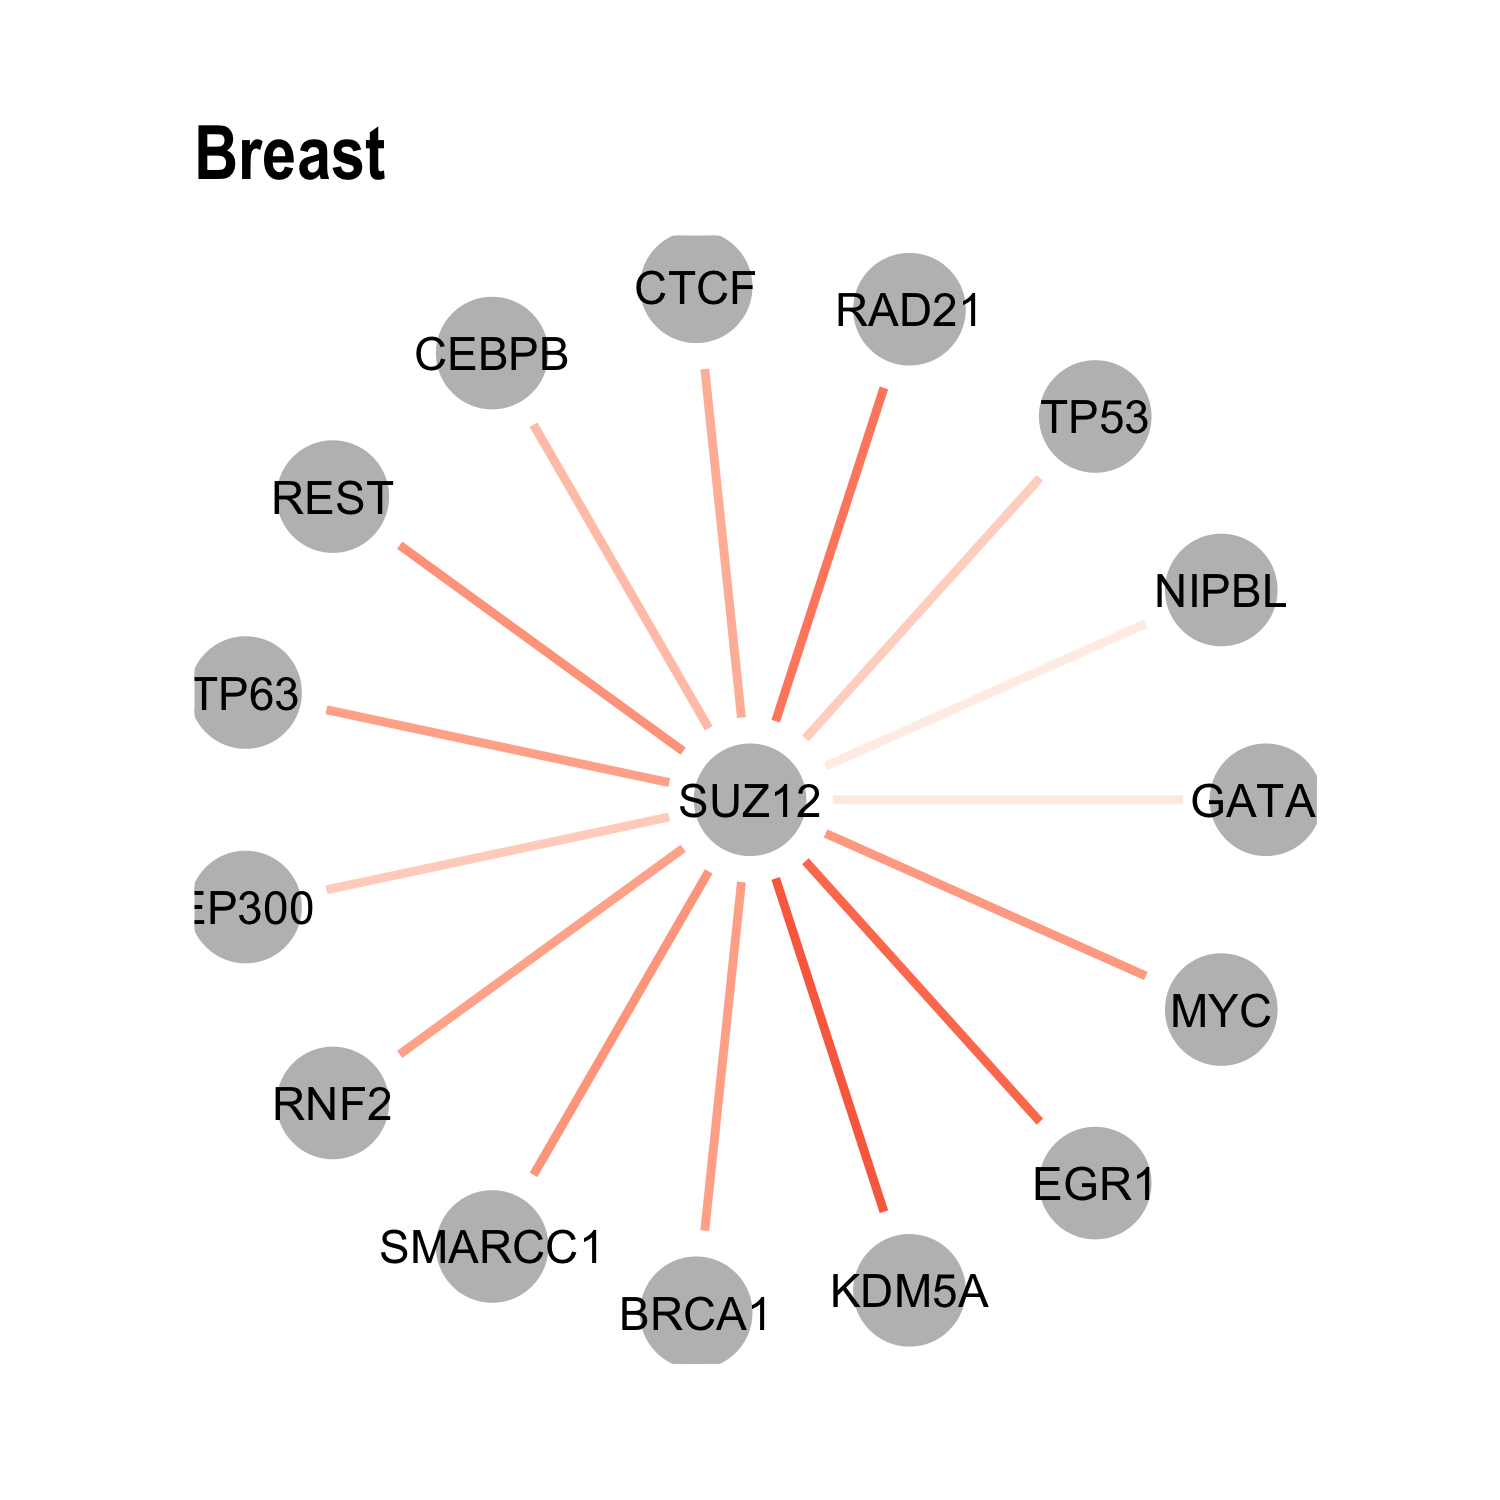 Breast
CTCF
RAD21
CEBPB
TP53
REST
NIPBL
TP63
SUZ12
GATA
EP300
MYC
RNF2
EGR1
SMARCC1
KDM5A
BRCA1